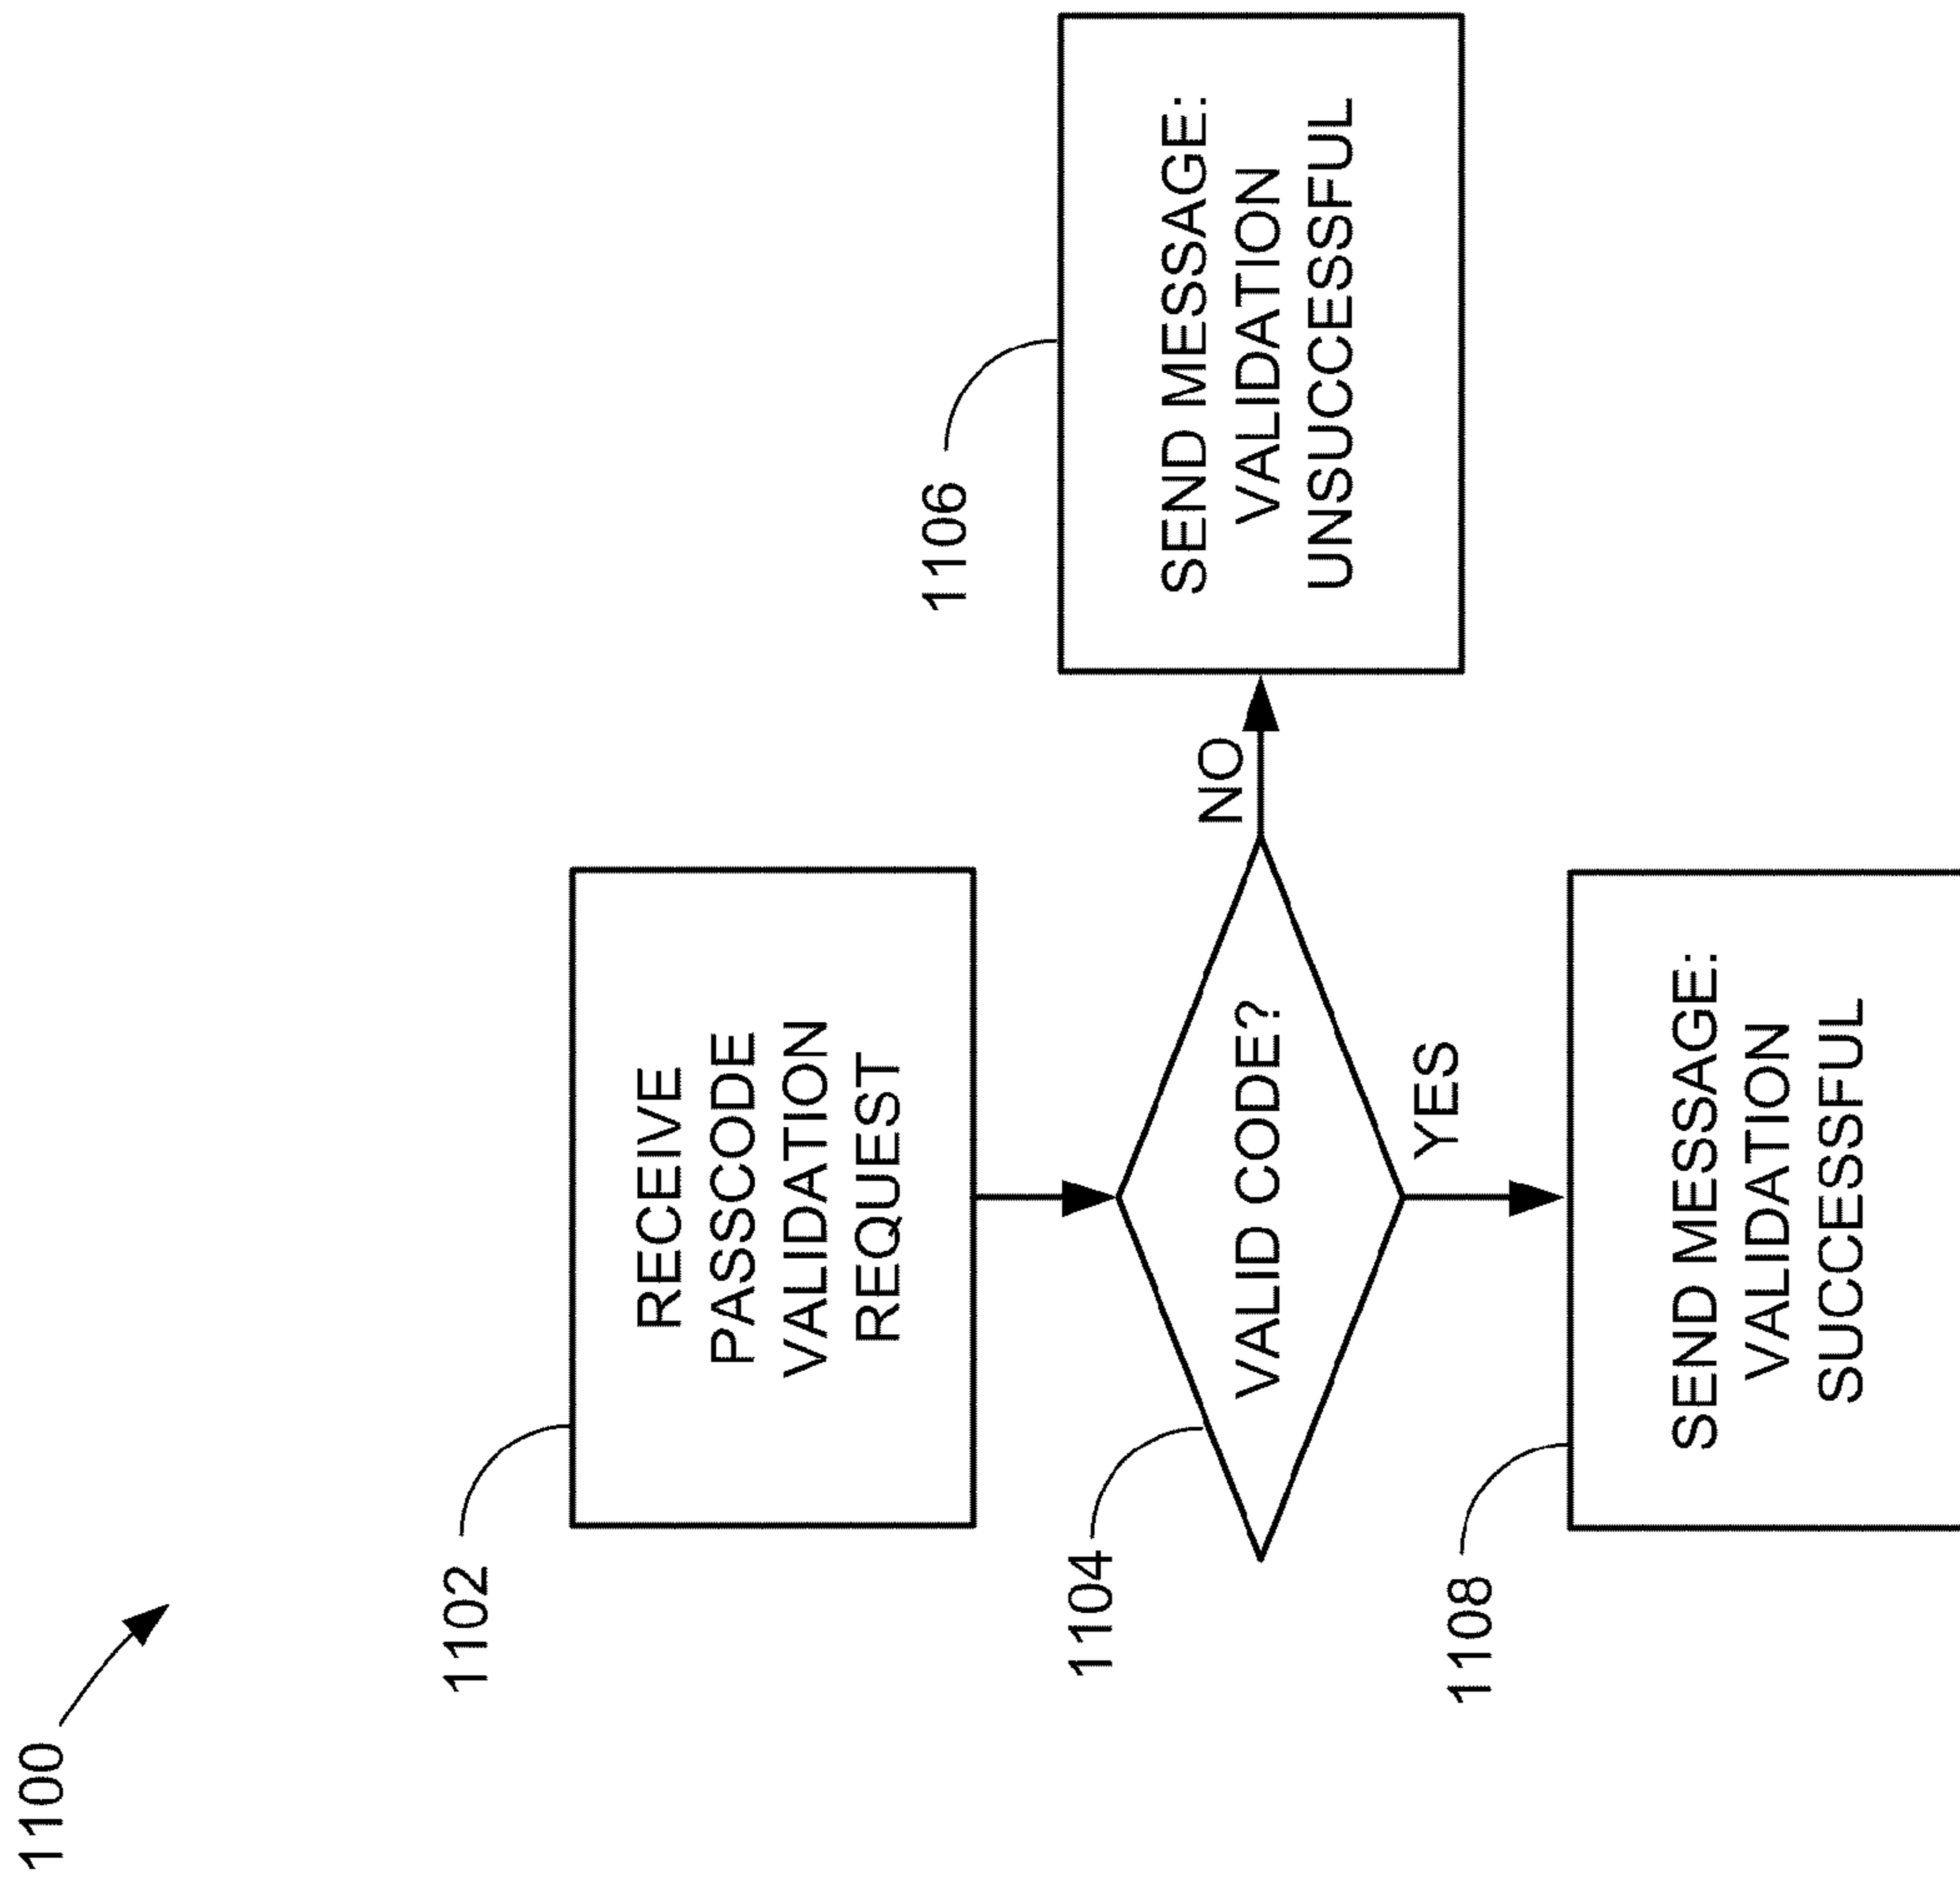 1100
1102
RECEIVE
PASSCODE
VALIDATION
REQUEST
1104
VALID CODE?
NO
1106
SEND MESSAGE:
VALIDATION
UNSUCCESSFUL
YES
1108
SEND MESSAGE:
VALIDATION
SUCCESSFUL